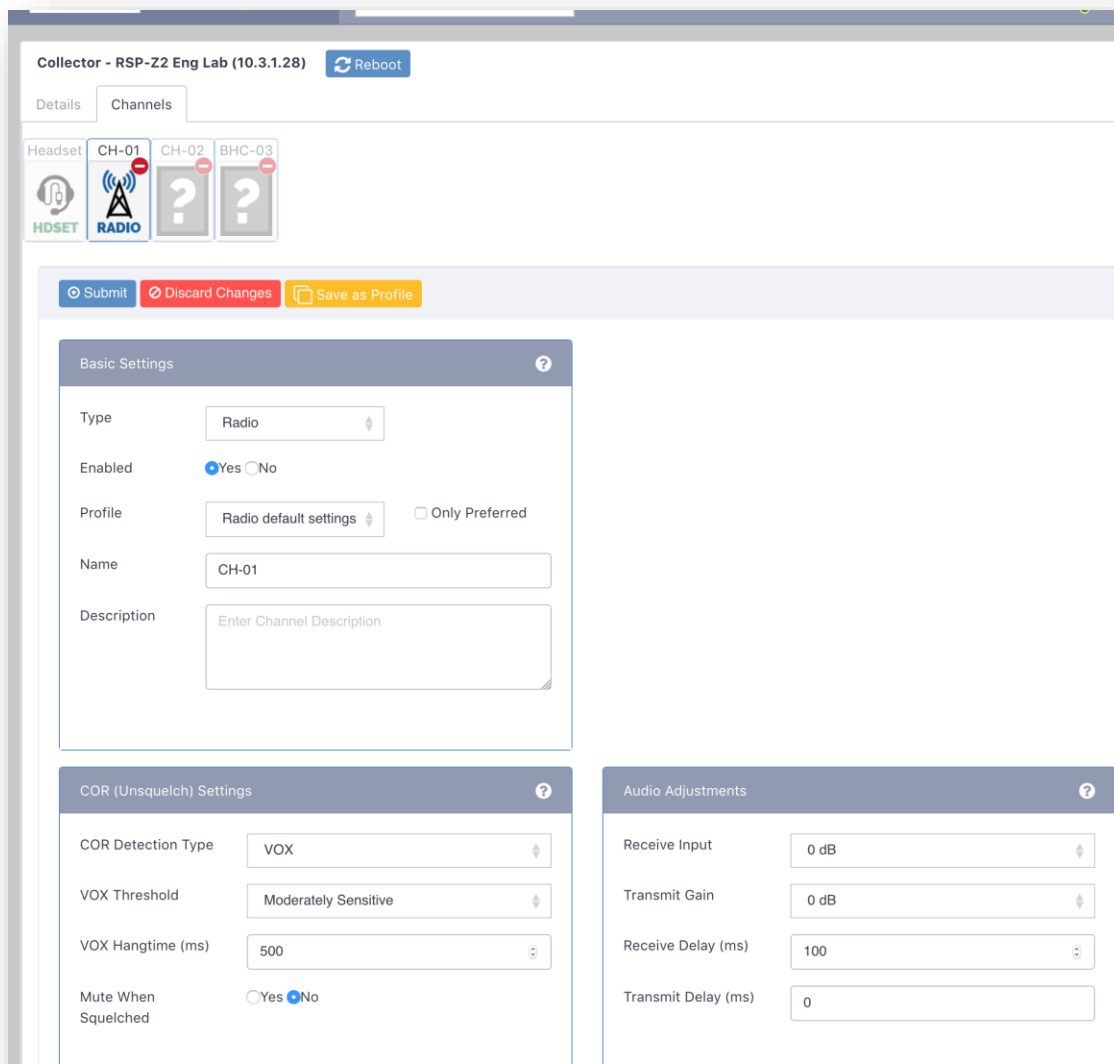 Collector - RSP-Z2 Eng Lab (10.3.1.28) Reboot
Details Channels
Headset CH-01 CH-02 BHC-03
HDSET RADIO ? ?
Submit Discard Changes Save as Profile
Basic Settings ?
Type Radio
Enabled Yes No
Profile Radio default settings Only Preferred
Name CH-01
Description Enter Channel Description
COR (Unsquelch) Settings ?
COR Detection Type VOX
VOX Threshold Moderately Sensitive
VOX Hangtime (ms) 500
Mute When
Squelched Yes No
Audio Adjustments ?
Receive Input 0 dB
Transmit Gain 0 dB
Receive Delay (ms) 100
Transmit Delay (ms) 0